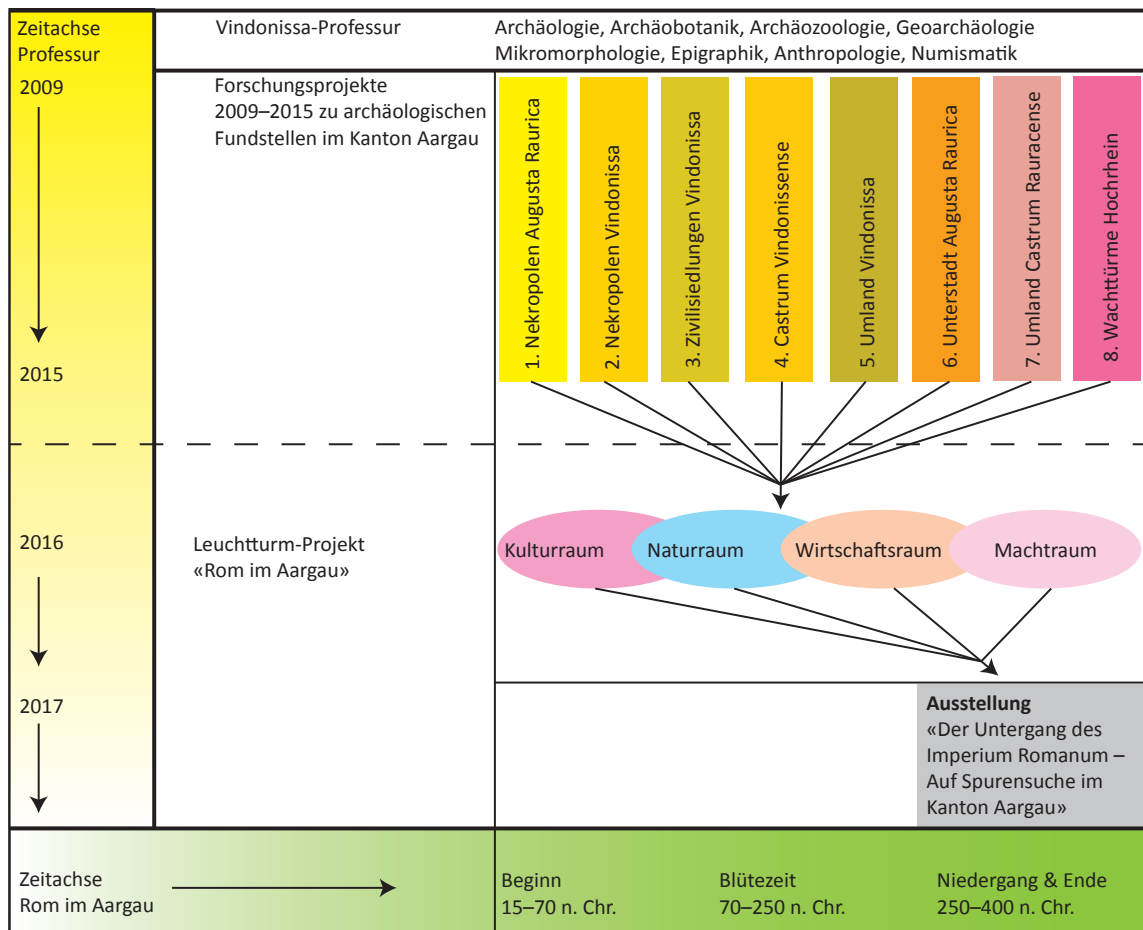 Zeitachse
Professur
Vindonissa-Professur
Archäologie, Archäobotanik, Archäozoologie, Geoarchäologie
Mikromorphologie, Epigraphik, Anthropologie, Numismatik
2009
Forschungsprojekte
2009–2015 zu archäologischen
Fundstellen im Kanton Aargau
1. Nekropolen Augusta Raurica
2. Nekropolen Vindonissa
3. Zivilisiedlungen Vindonissa
4. Castrum Vindonissense
5. Umland Vindonissa
6. Unterstadt Augusta Raurica
7. Umland Castrum Rauracense
8. Wachttürme Hochrhein
2015
2016
Leuchtturm-Projekt
«Rom im Aargau»
Kulturraum
Naturraum
Wirtschaftsraum
Machtraum
2017
Ausstellung
«Der Untergang des
Imperium Romanum –
Auf Spurensuche im
Kanton Aargau»
Zeitachse
Rom im Aargau
Beginn
15–70 n. Chr.
Blütezeit
70–250 n. Chr.
Niedergang & Ende
250–400 n. Chr.